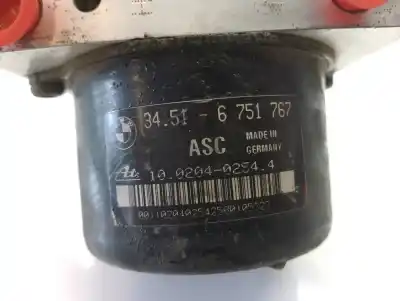 34.51 - 6 751 767
ASC
MADE IN
GERMANY
Ate 10.0204-0254.4